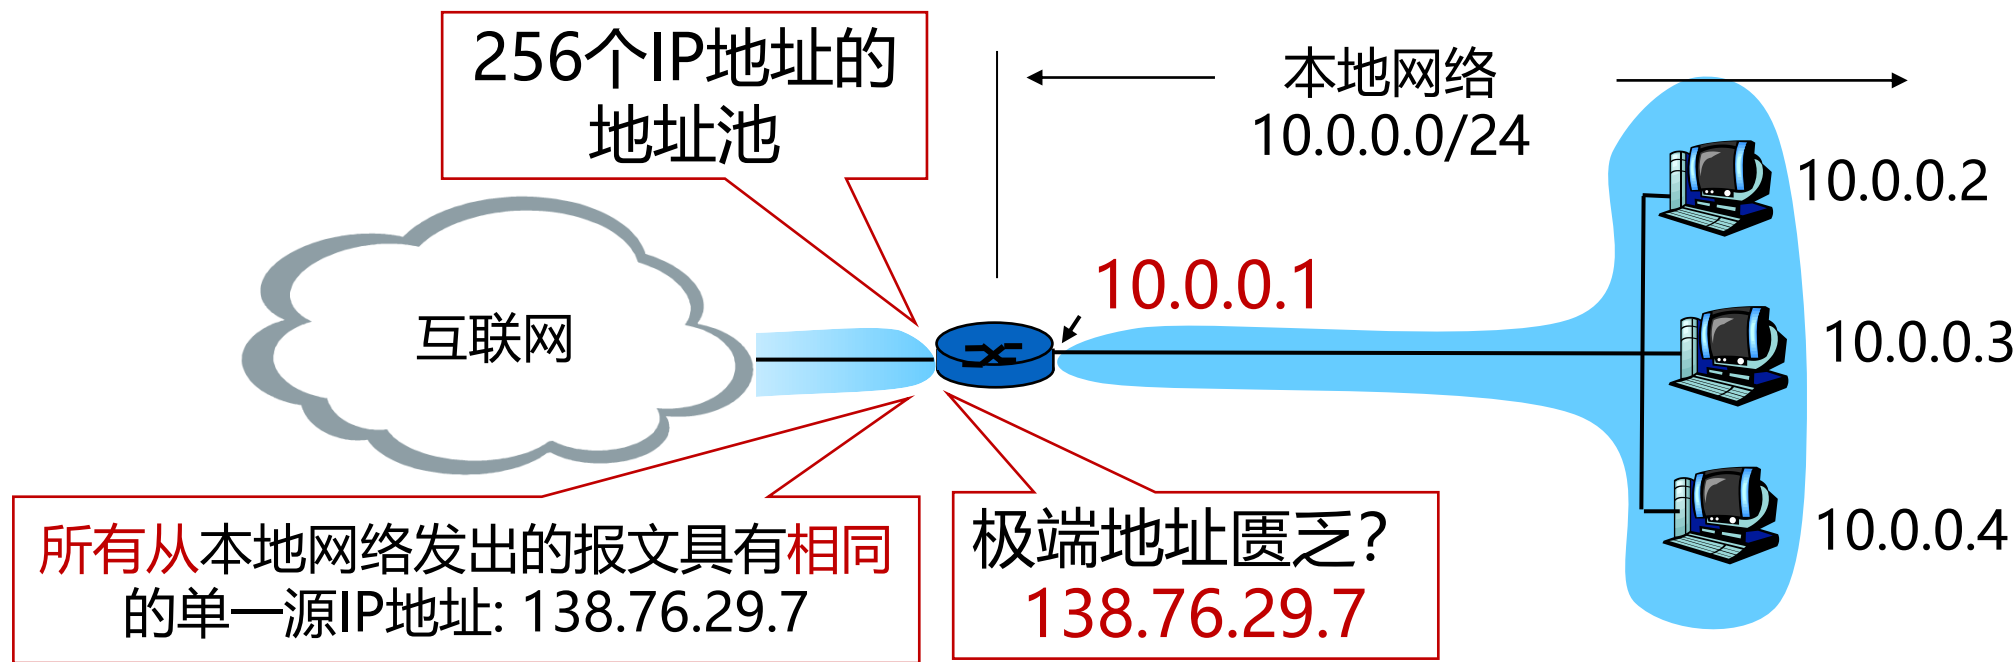 256个IP地址的
地址池
本地网络
10.0.0.0/24
10.0.0.2
10.0.0.1
互联网
10.0.0.3
所有从本地网络发出的报文具有相同
的单一源IP地址: 138.76.29.7
极端地址匮乏?
138.76.29.7
10.0.0.4